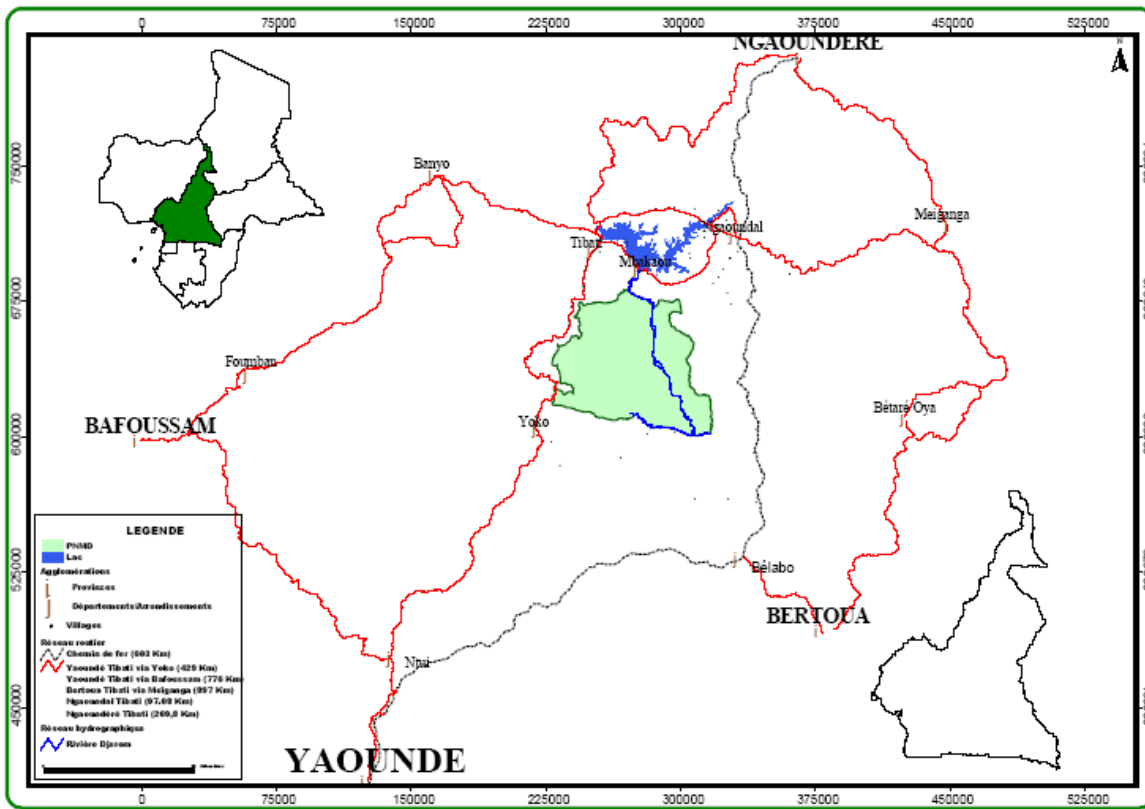 0 75000 150000 225000 300000 375000 450000 525000
NGAOUNDERE
N
750000
Banyo
Meiganga
Ngaoundal
Tibati
Mbakaou
675000
Foumban
BAFOUSSAM
Bétaré Oya
Yoko
600000
LEGENDE
PNMD
Lac
Agglomérations
Provinces
Départements/Arrondissements
Villages
Réseau routier
Chemin de fer (603 Km)
Yaoundé Tibati via Yoko (429 Km)
Yaoundé Tibati via Bafoussam (776 Km)
Bertoua Tibati via Meiganga (897 Km)
Ngaoundal Tibati (97.08 Km)
Ngaoundéré Tibati (269,8 Km)
Réseau hydrographique
Rivière Djerem
525000
Bélabo
BERTOUA
Ntui
450000
YAOUNDE
0 75000 150000 225000 300000 375000 450000 525000